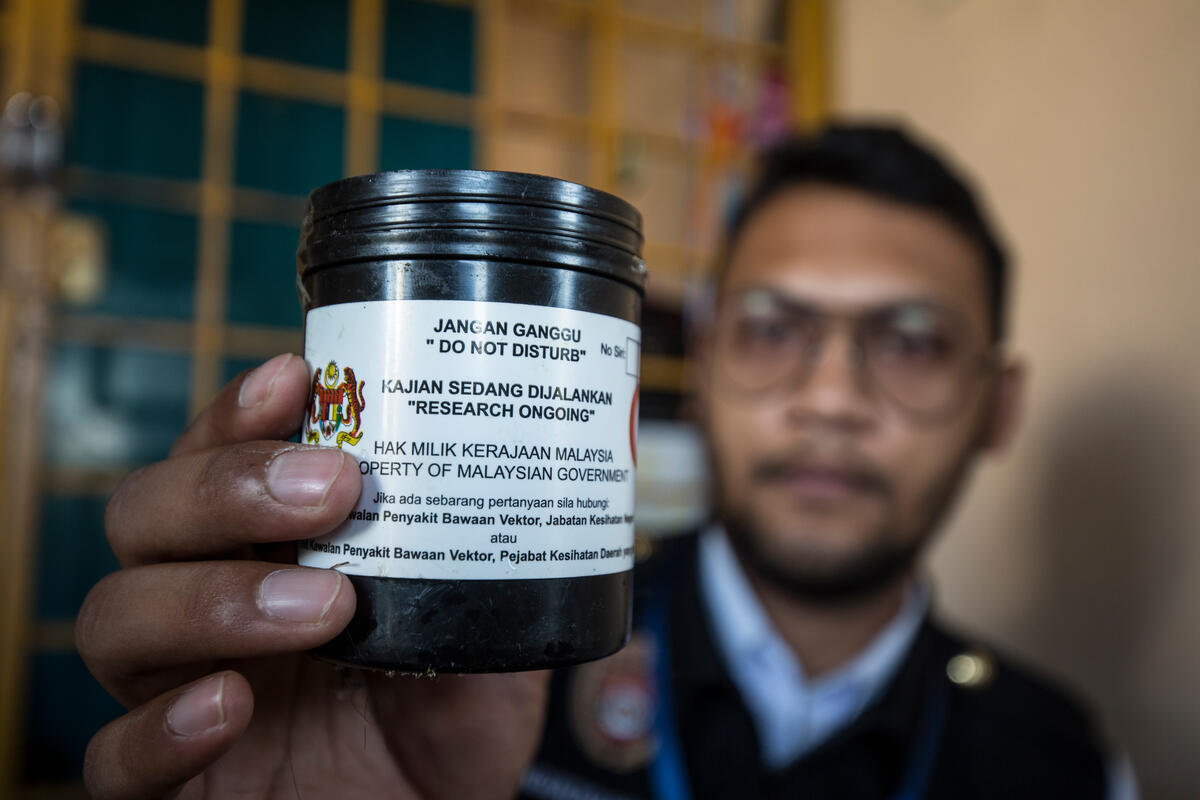 JANGAN GANGGU
" DO NOT DISTURB"
No Siri:
KAJIAN SEDANG DIJALANKAN
"RESEARCH ONGOING"
HAK MILIK KERAJAAN MALAYSIA
OPERTY OF MALAYSIAN GOVERNMENT
Jika ada sebarang pertanyaan sila hubungi:
walan Penyakit Bawaan Vektor, Jabatan Kesihatan Neger
atau
Kawalan Penyakit Bawaan Vektor, Pejabat Kesihatan Daerah